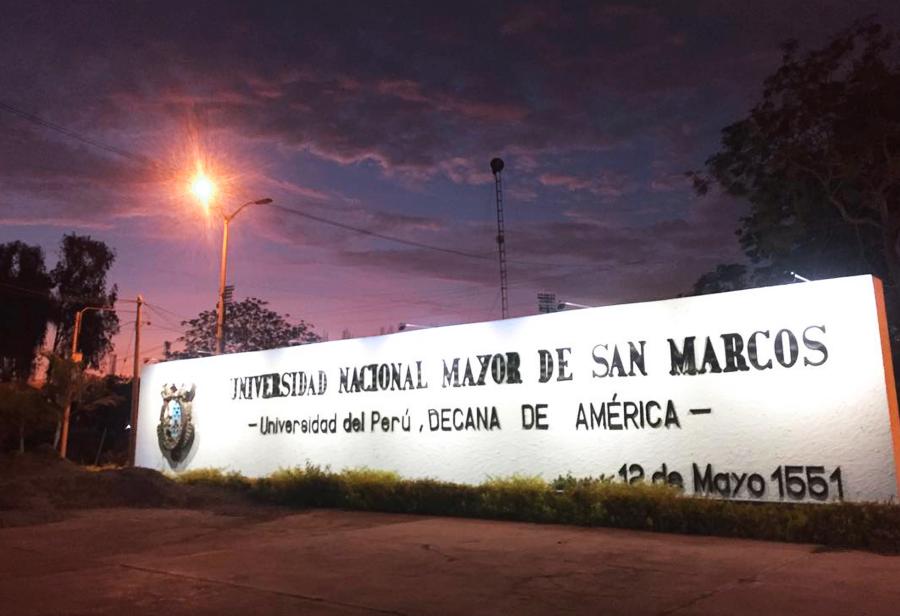 UNIVERSIDAD NACIONAL MAYOR DE SAN MARCOS
-Universidad del Perú, DECANA DE AMÉRICA-
12 de Mayo 1551